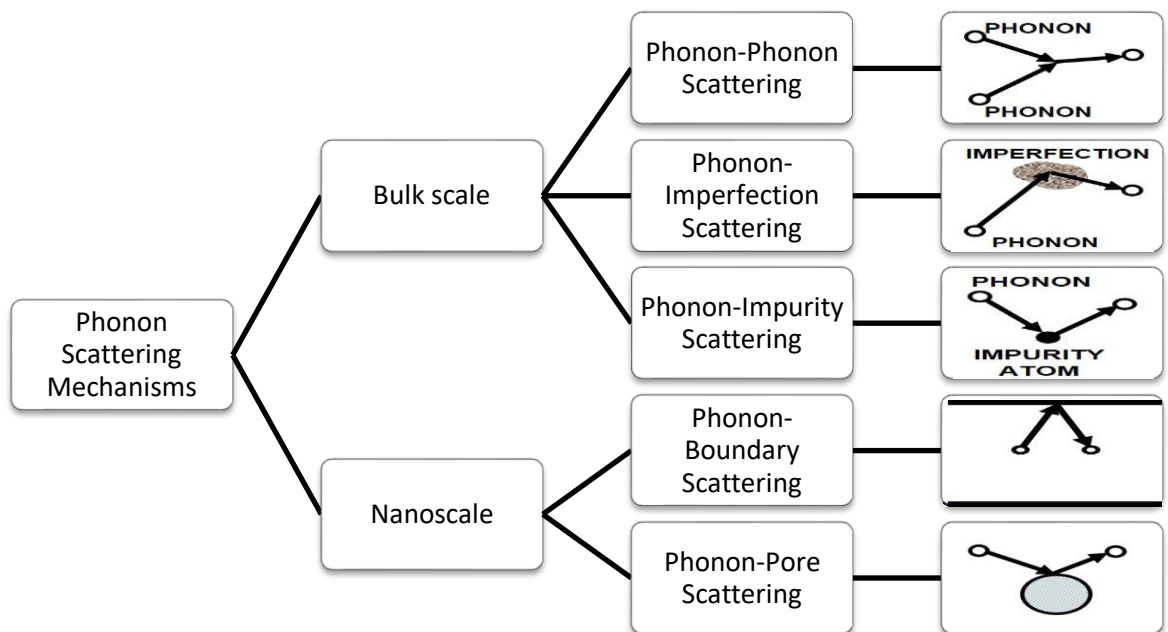 Phonon
Scattering
Mechanisms
Bulk scale
Phonon-Phonon
Scattering
PHONON
PHONON
Phonon-
Imperfection
Scattering
IMPERFECTION
PHONON
Phonon-Impurity
Scattering
PHONON
IMPURITY
ATOM
Nanoscale
Phonon-
Boundary
Scattering
Phonon-Pore
Scattering